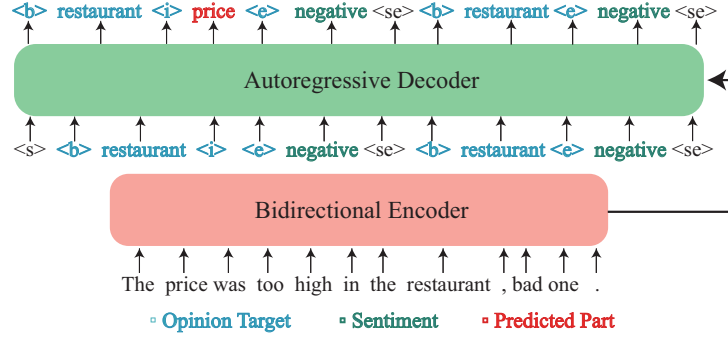 <b> restaurant <i> price <e> negative <se> <b> restaurant <e> negative <se>
Autoregressive Decoder
<s> <b> restaurant <i> <e> negative <se> <b> restaurant <e> negative <se>
Bidirectional Encoder
The price was too high in the restaurant , bad one .
Opinion Target Sentiment Predicted Part